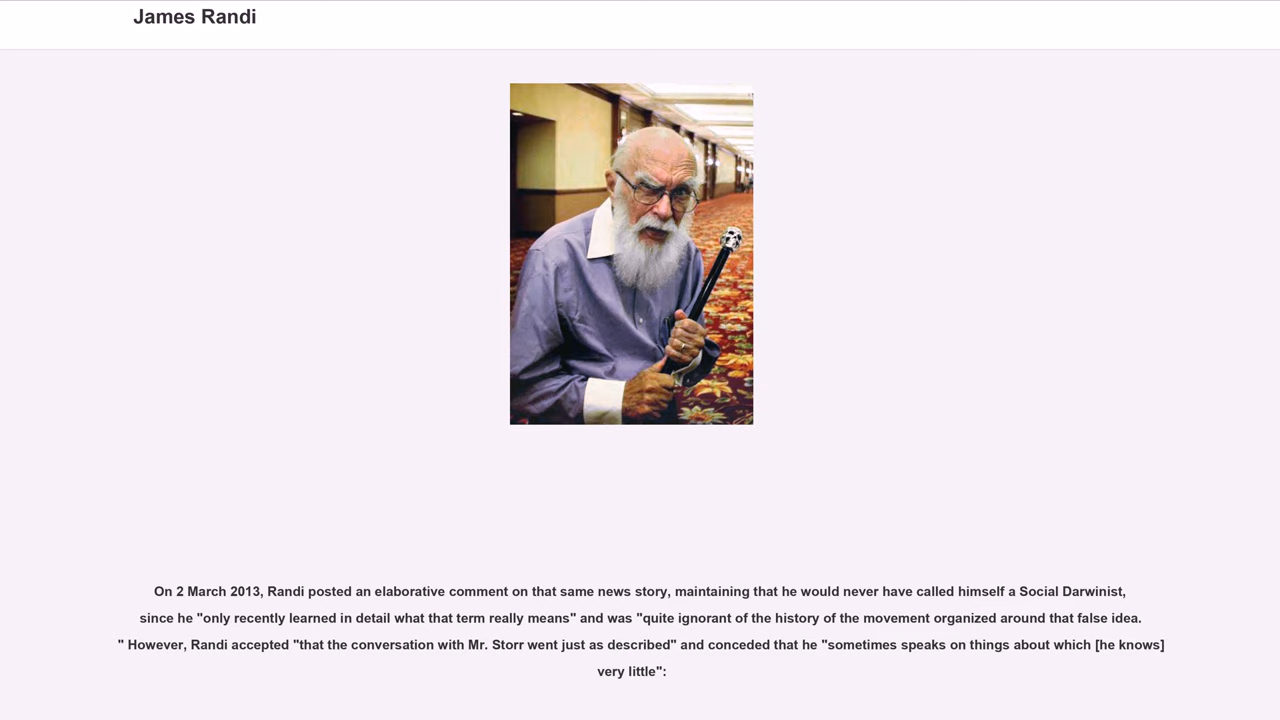 James Randi
On 2 March 2013, Randi posted an elaborative comment on that same news story, maintaining that he would never have called himself a Social Darwinist,
since he "only recently learned in detail what that term really means" and was "quite ignorant of the history of the movement organized around that false idea.
" However, Randi accepted "that the conversation with Mr. Storr went just as described" and conceded that he "sometimes speaks on things about which [he knows]
very little":